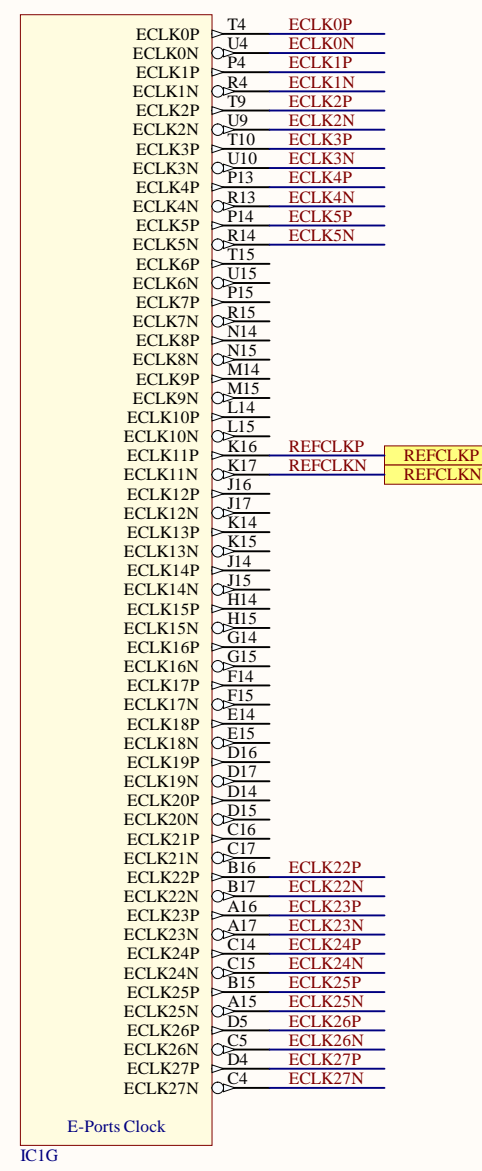 ECLK0P T4 ECLK0P
ECLK0N U4 ECLK0N
ECLK1P P4 ECLK1P
ECLK1N R4 ECLK1N
ECLK2P T9 ECLK2P
ECLK2N U9 ECLK2N
ECLK3P T10 ECLK3P
ECLK3N U10 ECLK3N
ECLK4P P13 ECLK4P
ECLK4N R13 ECLK4N
ECLK5P P14 ECLK5P
ECLK5N R14 ECLK5N
ECLK6P T15
ECLK6N U15
ECLK7P P15
ECLK7N R15
ECLK8P N14
ECLK8N N15
ECLK9P M14
ECLK9N M15
ECLK10P L14
ECLK10N L15
ECLK11P K16 REFCLKP REFCLKP
ECLK11N K17 REFCLKN REFCLKN
ECLK12P J16
ECLK12N J17
ECLK13P K14
ECLK13N K15
ECLK14P J14
ECLK14N J15
ECLK15P H14
ECLK15N H15
ECLK16P G14
ECLK16N G15
ECLK17P F14
ECLK17N F15
ECLK18P E14
ECLK18N E15
ECLK19P D16
ECLK19N D17
ECLK20P D14
ECLK20N D15
ECLK21P C16
ECLK21N C17
ECLK22P B16 ECLK22P
ECLK22N B17 ECLK22N
ECLK23P A16 ECLK23P
ECLK23N A17 ECLK23N
ECLK24P C14 ECLK24P
ECLK24N C15 ECLK24N
ECLK25P B15 ECLK25P
ECLK25N A15 ECLK25N
ECLK26P D5 ECLK26P
ECLK26N C5 ECLK26N
ECLK27P D4 ECLK27P
ECLK27N C4 ECLK27N
E-Ports Clock
IC1G